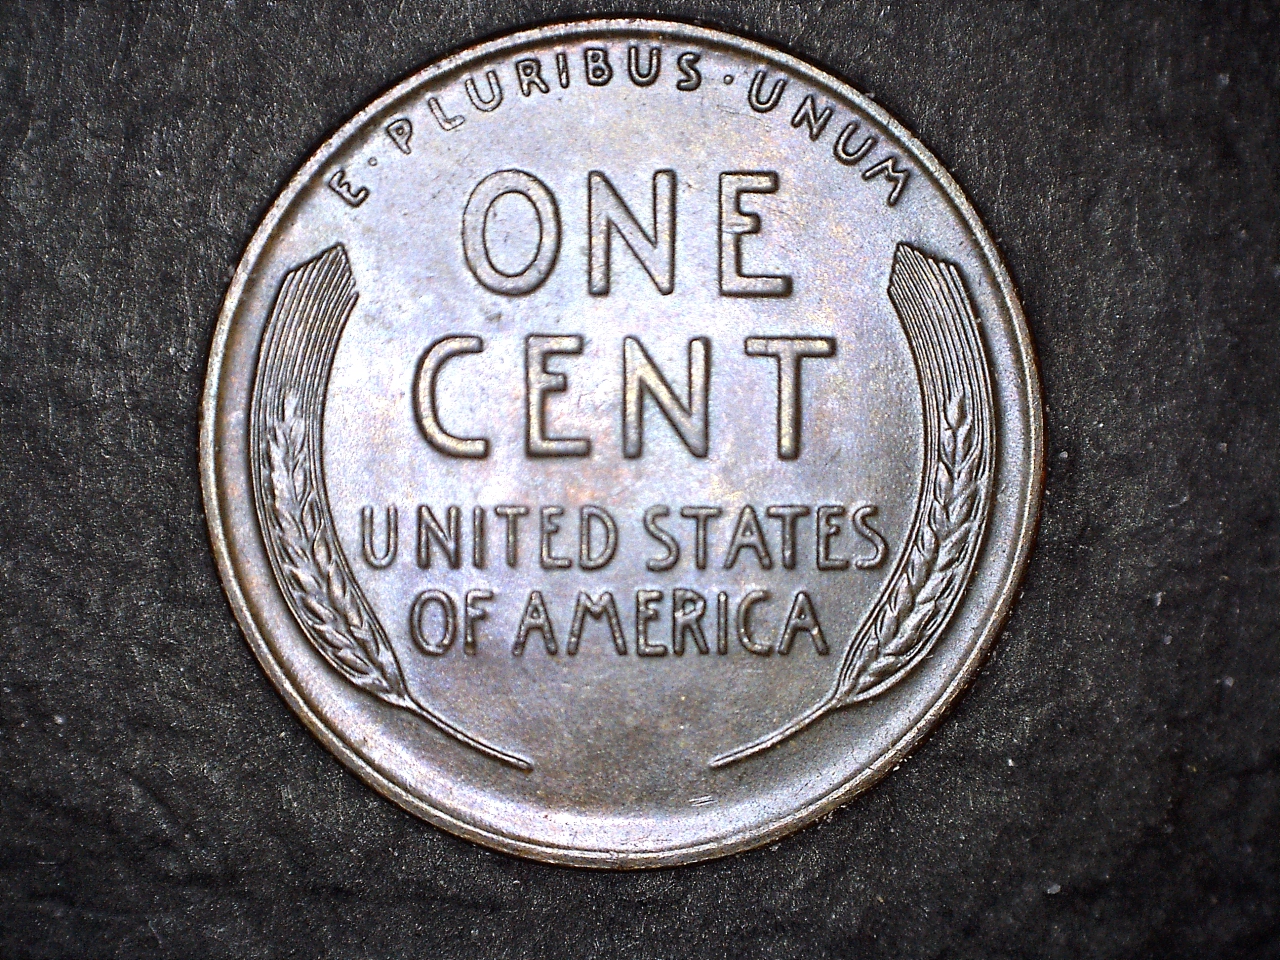 E · PLURIBUS · UNUM
ONE
CENT
UNITED STATES
OF AMERICA